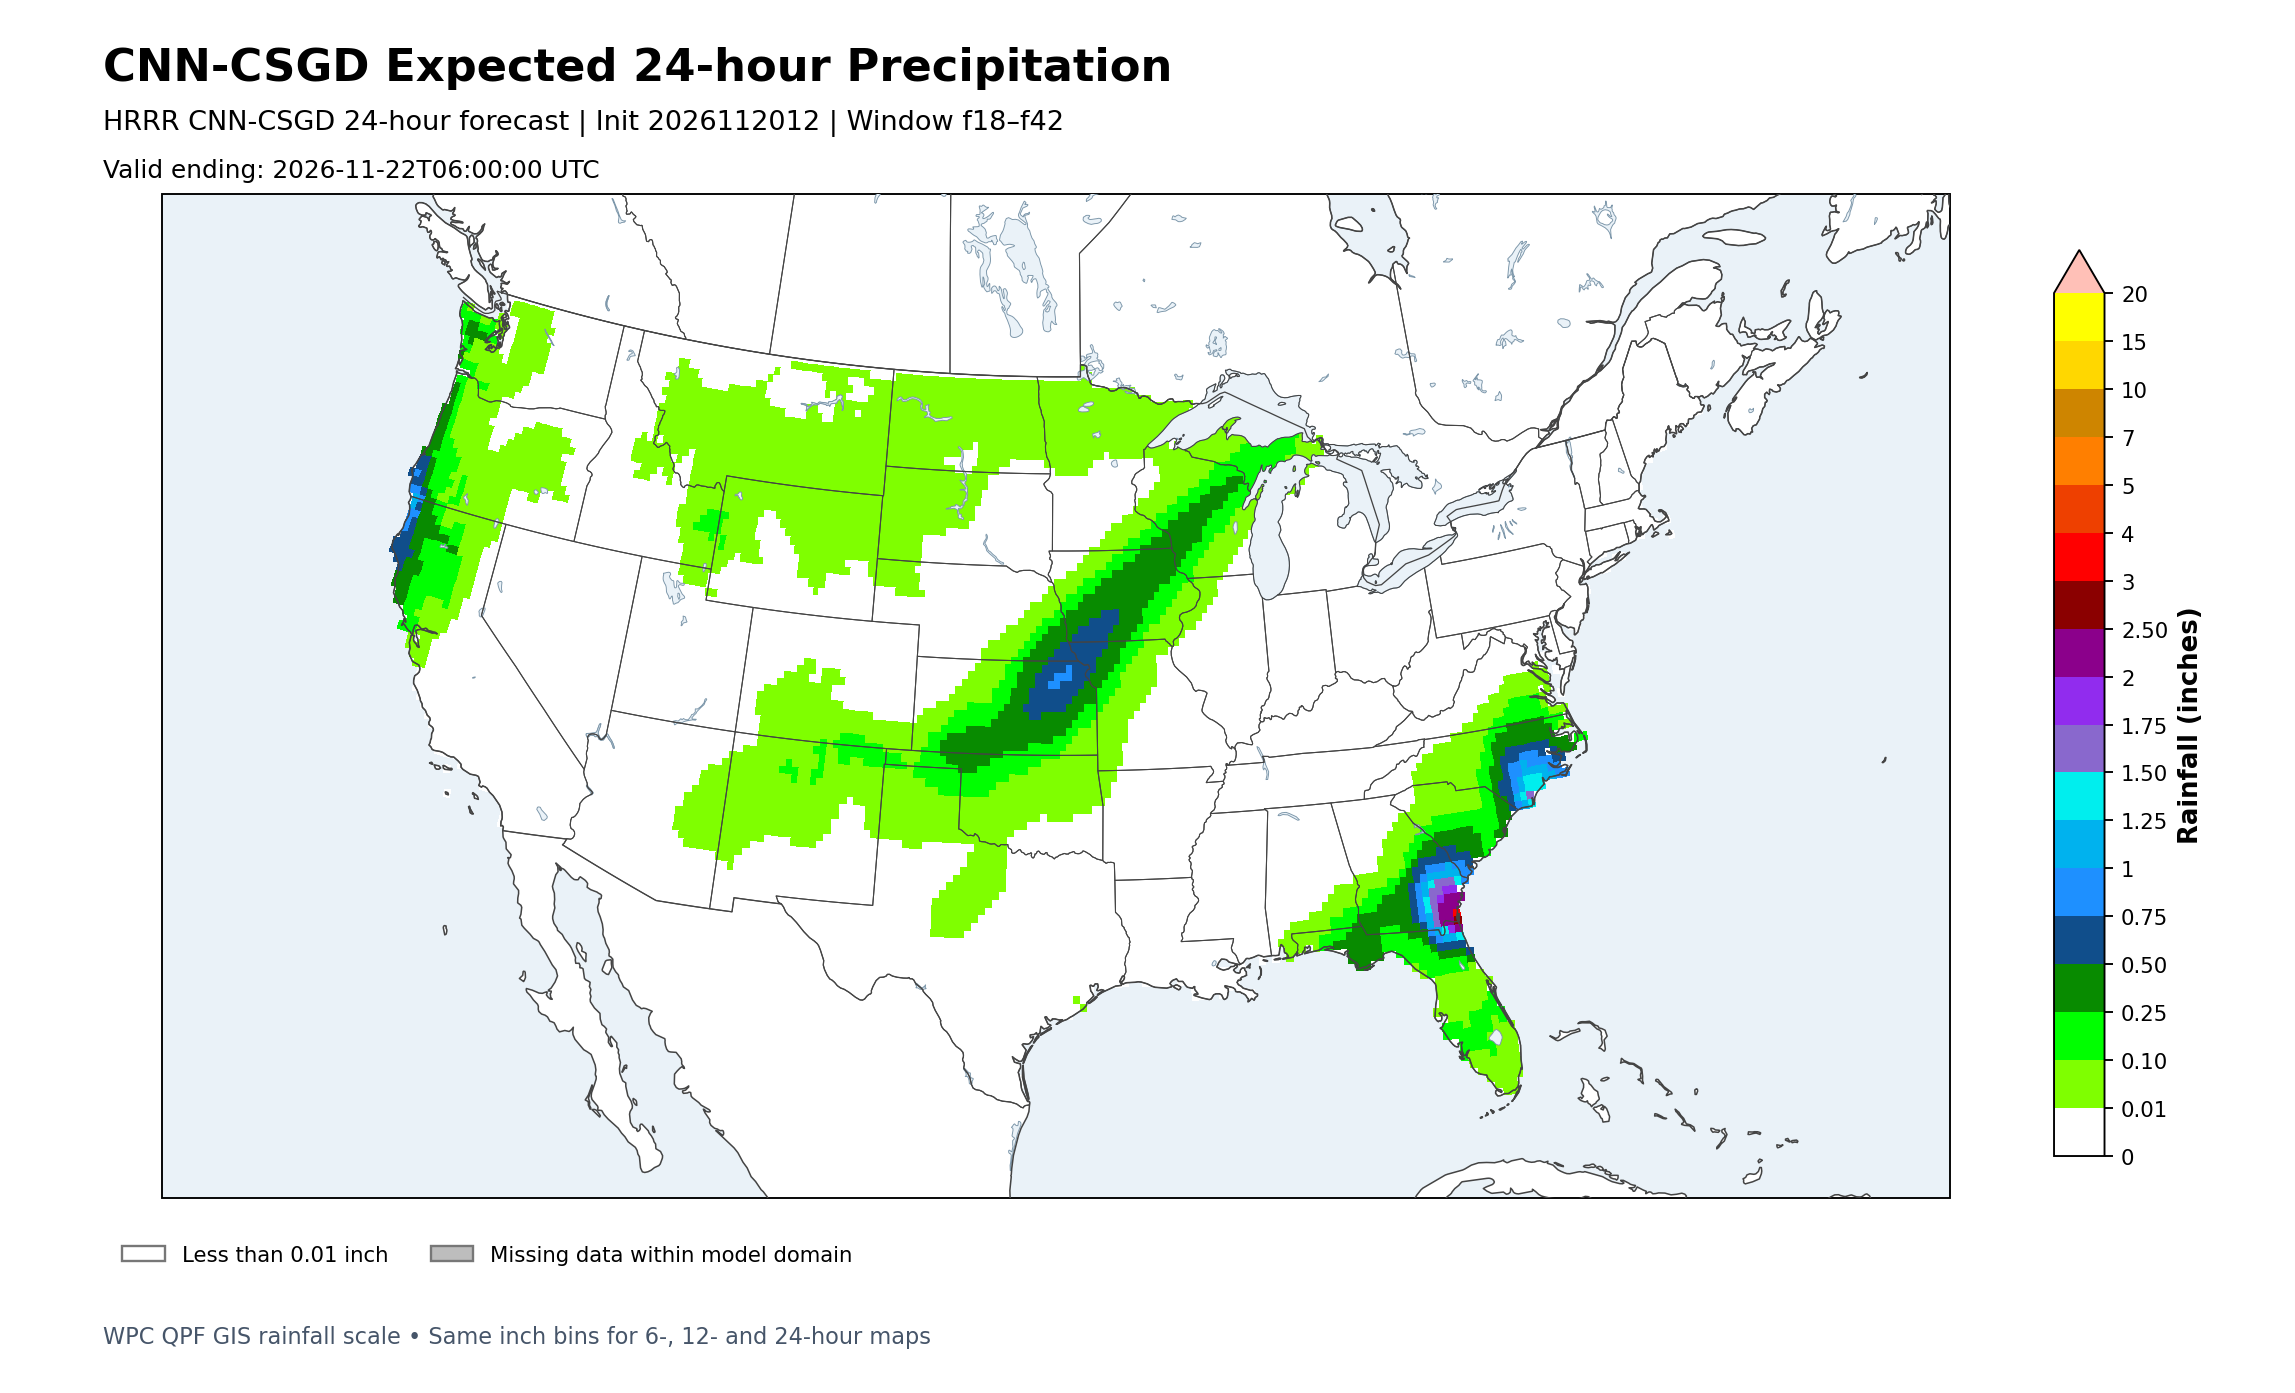 CNN-CSGD Expected 24-hour Precipitation
HRRR CNN-CSGD 24-hour forecast | Init 2026112012 | Window f18–f42
Valid ending: 2026-11-22T06:00:00 UTC
20
15
10
7
5
4
3
2.50
2
1.75
1.50
1.25
1
0.75
0.50
0.25
0.10
0.01
0
Rainfall (inches)
Less than 0.01 inch
Missing data within model domain
WPC QPF GIS rainfall scale • Same inch bins for 6-, 12- and 24-hour maps